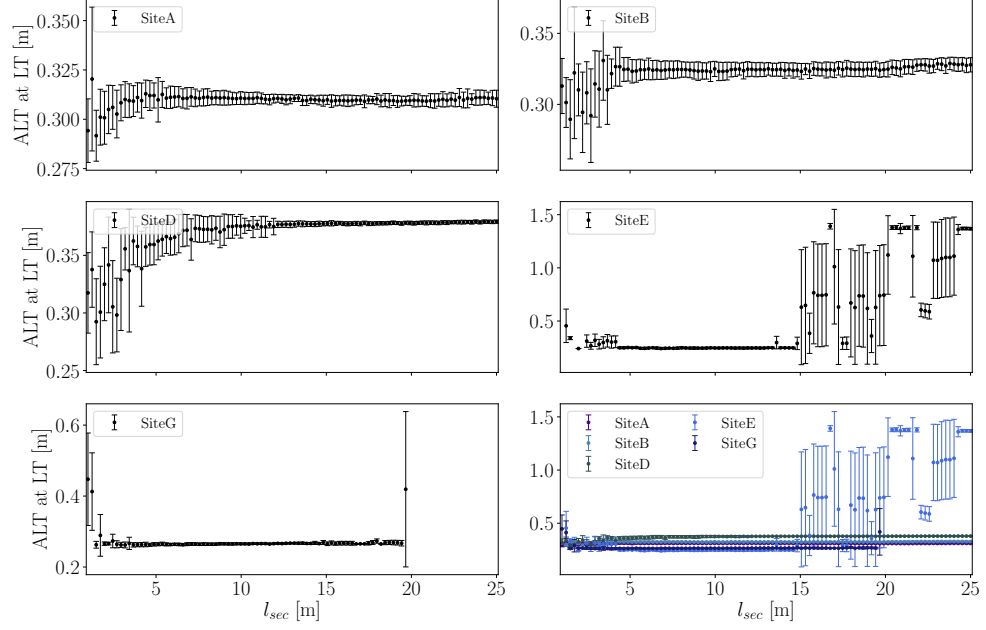 0.350
0.325
0.300
0.275
ALT at LT [m]
SiteA
0.35
0.30
SiteB
0.35
0.30
0.25
ALT at LT [m]
SiteD
1.5
1.0
0.5
SiteE
0.6
0.4
0.2
ALT at LT [m]
SiteG
5
10
15
20
25
l_sec [m]
1.5
1.0
0.5
SiteA
SiteB
SiteD
SiteE
SiteG
5
10
15
20
25
l_sec [m]